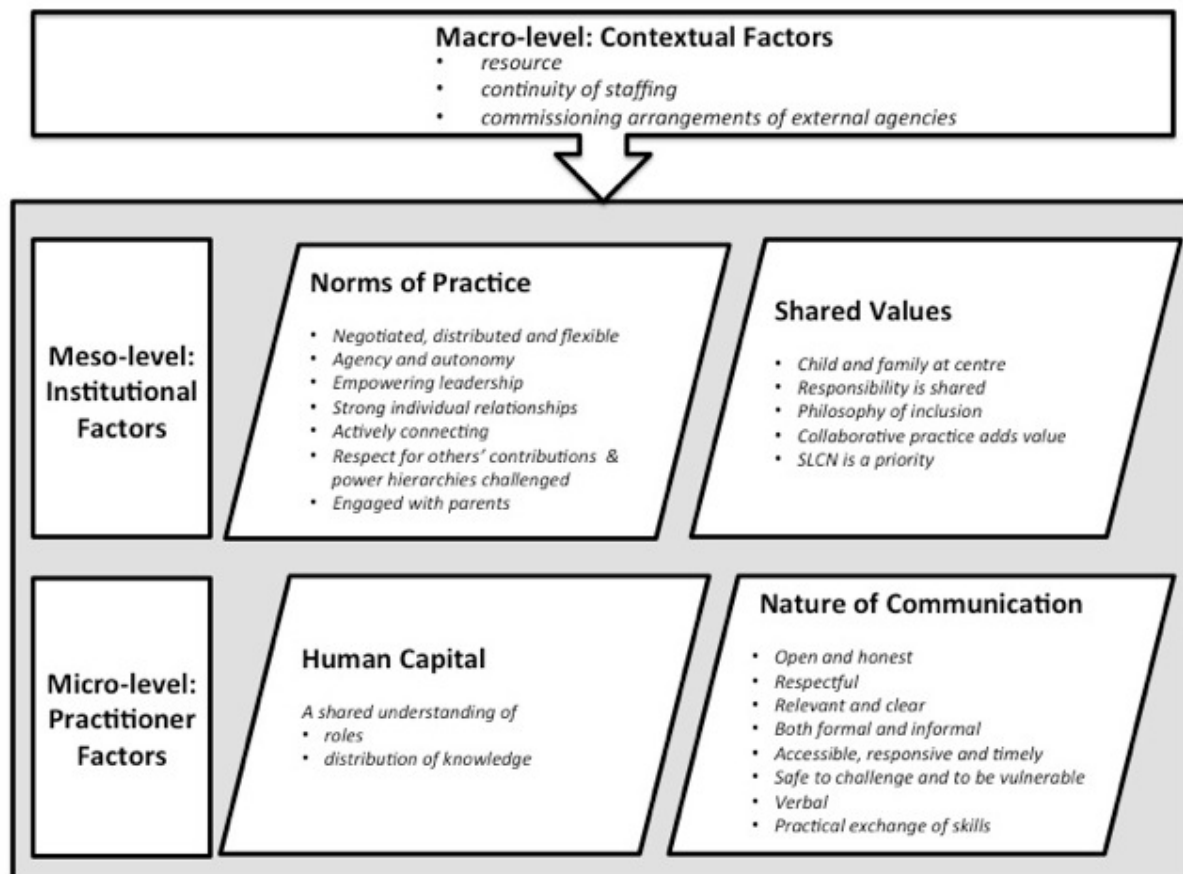 Macro-level: Contextual Factors
• resource
• continuity of staffing
• commissioning arrangements of external agencies
Meso-level:
Institutional
Factors
Norms of Practice
• Negotiated, distributed and flexible
• Agency and autonomy
• Empowering leadership
• Strong individual relationships
• Actively connecting
• Respect for others' contributions &
power hierarchies challenged
• Engaged with parents
Shared Values
• Child and family at centre
• Responsibility is shared
• Philosophy of inclusion
• Collaborative practice adds value
• SLCN is a priority
Micro-level:
Practitioner
Factors
Human Capital
A shared understanding of
• roles
• distribution of knowledge
Nature of Communication
• Open and honest
• Respectful
• Relevant and clear
• Both formal and informal
• Accessible, responsive and timely
• Safe to challenge and to be vulnerable
• Verbal
• Practical exchange of skills